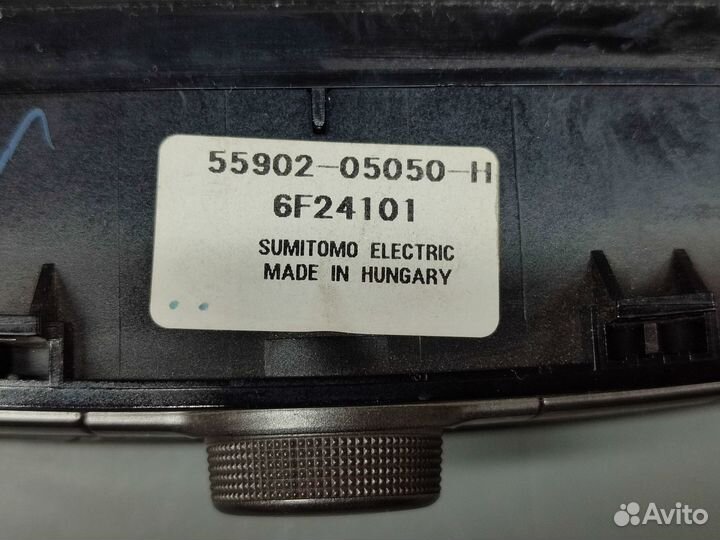 55902-05050-H
6F24101
SUMITOMO ELECTRIC
MADE IN HUNGARY
Avito